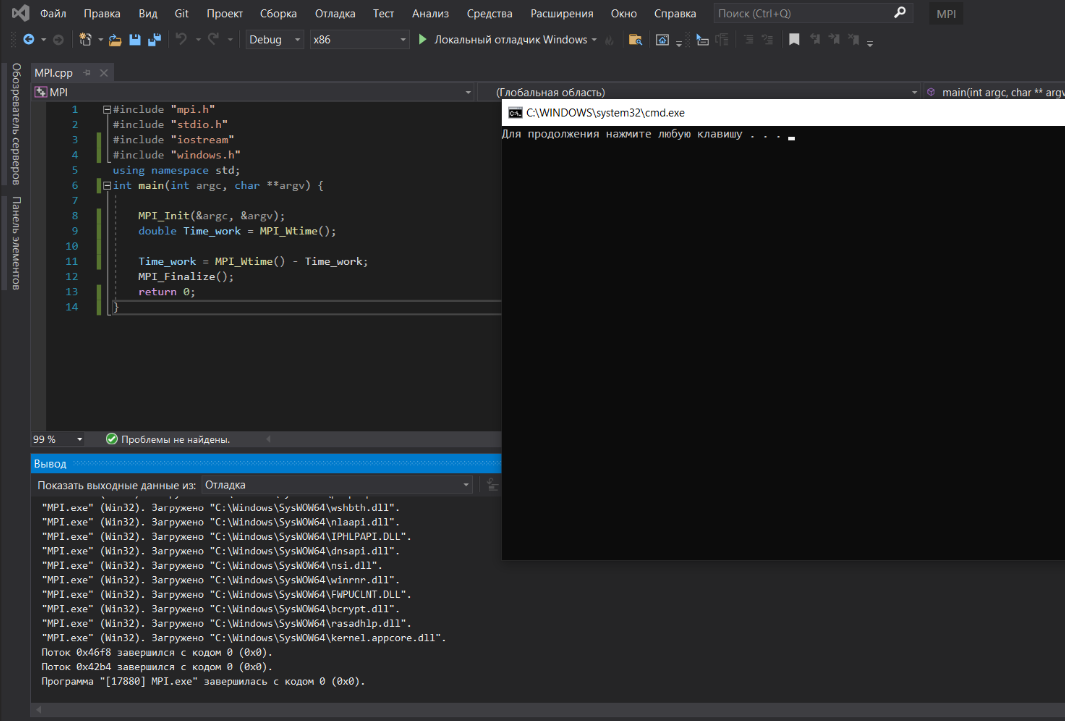 Файл Правка Вид Git Проект Сборка Отладка Тест Анализ Средства Расширения Окно Справка Поиск (Ctrl+Q) MPI
Debug x86 Локальный отладчик Windows
Обозреватель серверов
Панель элементов
MPI.cpp
MPI (Глобальная область) main(int argc, char ** argv
C:\WINDOWS\system32\cmd.exe
Для продолжения нажмите любую клавишу . . .
1 #include "mpi.h"
2 #include "stdio.h"
3 #include "iostream"
4 #include "windows.h"
5 using namespace std;
6 int main(int argc, char **argv) {
7
8 MPI_Init(&argc, &argv);
9 double Time_work = MPI_Wtime();
10
11 Time_work = MPI_Wtime() - Time_work;
12 MPI_Finalize();
13 return 0;
14 }
99 % Проблемы не найдены.
Вывод
Показать выходные данные из: Отладка
"MPI.exe" (Win32). Загружено "C:\Windows\SysWOW64\wshbth.dll".
"MPI.exe" (Win32). Загружено "C:\Windows\SysWOW64\nlaapi.dll".
"MPI.exe" (Win32). Загружено "C:\Windows\SysWOW64\IPHLPAPI.DLL".
"MPI.exe" (Win32). Загружено "C:\Windows\SysWOW64\dnsapi.dll".
"MPI.exe" (Win32). Загружено "C:\Windows\SysWOW64\nsi.dll".
"MPI.exe" (Win32). Загружено "C:\Windows\SysWOW64\winrnr.dll".
"MPI.exe" (Win32). Загружено "C:\Windows\SysWOW64\FWPUCLNT.DLL".
"MPI.exe" (Win32). Загружено "C:\Windows\SysWOW64\bcrypt.dll".
"MPI.exe" (Win32). Загружено "C:\Windows\SysWOW64\rasadhlp.dll".
"MPI.exe" (Win32). Загружено "C:\Windows\SysWOW64\kernel.appcore.dll".
Поток 0x46f8 завершился с кодом 0 (0x0).
Поток 0x42b4 завершился с кодом 0 (0x0).
Программа "[17880] MPI.exe" завершилась с кодом 0 (0x0).